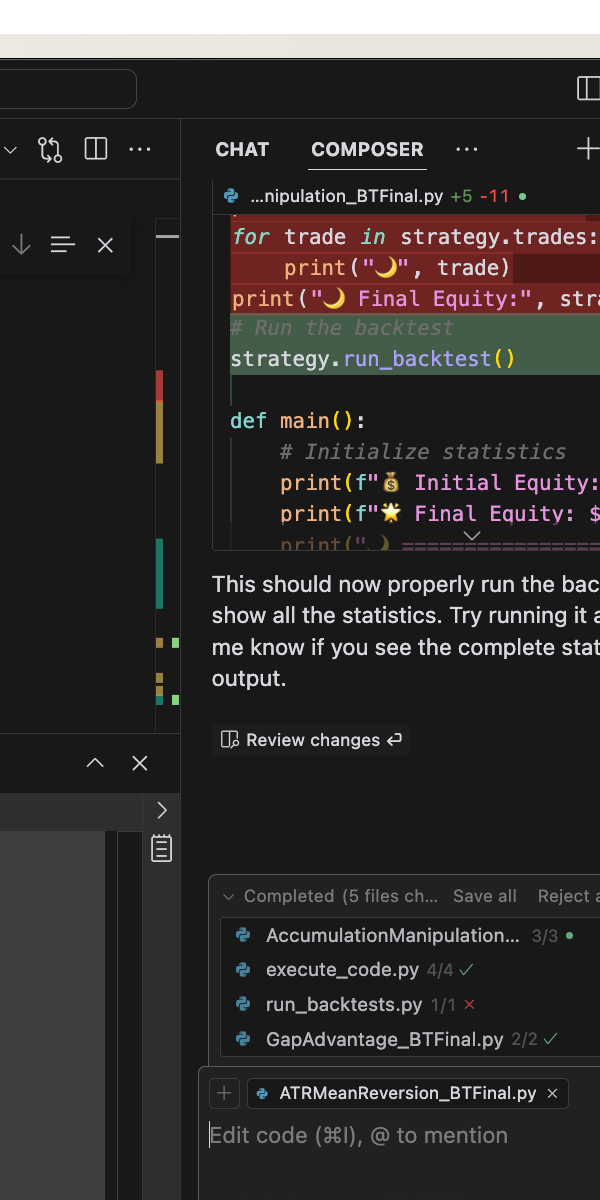 CHAT COMPOSER
...nipulation_BTFinal.py +5 -11
for trade in strategy.trades:
print("🌙", trade)
print("🌙 Final Equity:", stra
# Run the backtest
strategy.run_backtest()
def main():
# Initialize statistics
print(f"💰 Initial Equity:
print(f"🌟 Final Equity: $
print("🌙 ================
This should now properly run the bac
show all the statistics. Try running it a
me know if you see the complete stat
output.
Review changes
Completed (5 files ch... Save all Reject a
AccumulationManipulation... 3/3
execute_code.py 4/4
run_backtests.py 1/1
GapAdvantage_BTFinal.py 2/2
ATRMeanReversion_BTFinal.py
Edit code (⌘I), @ to mention